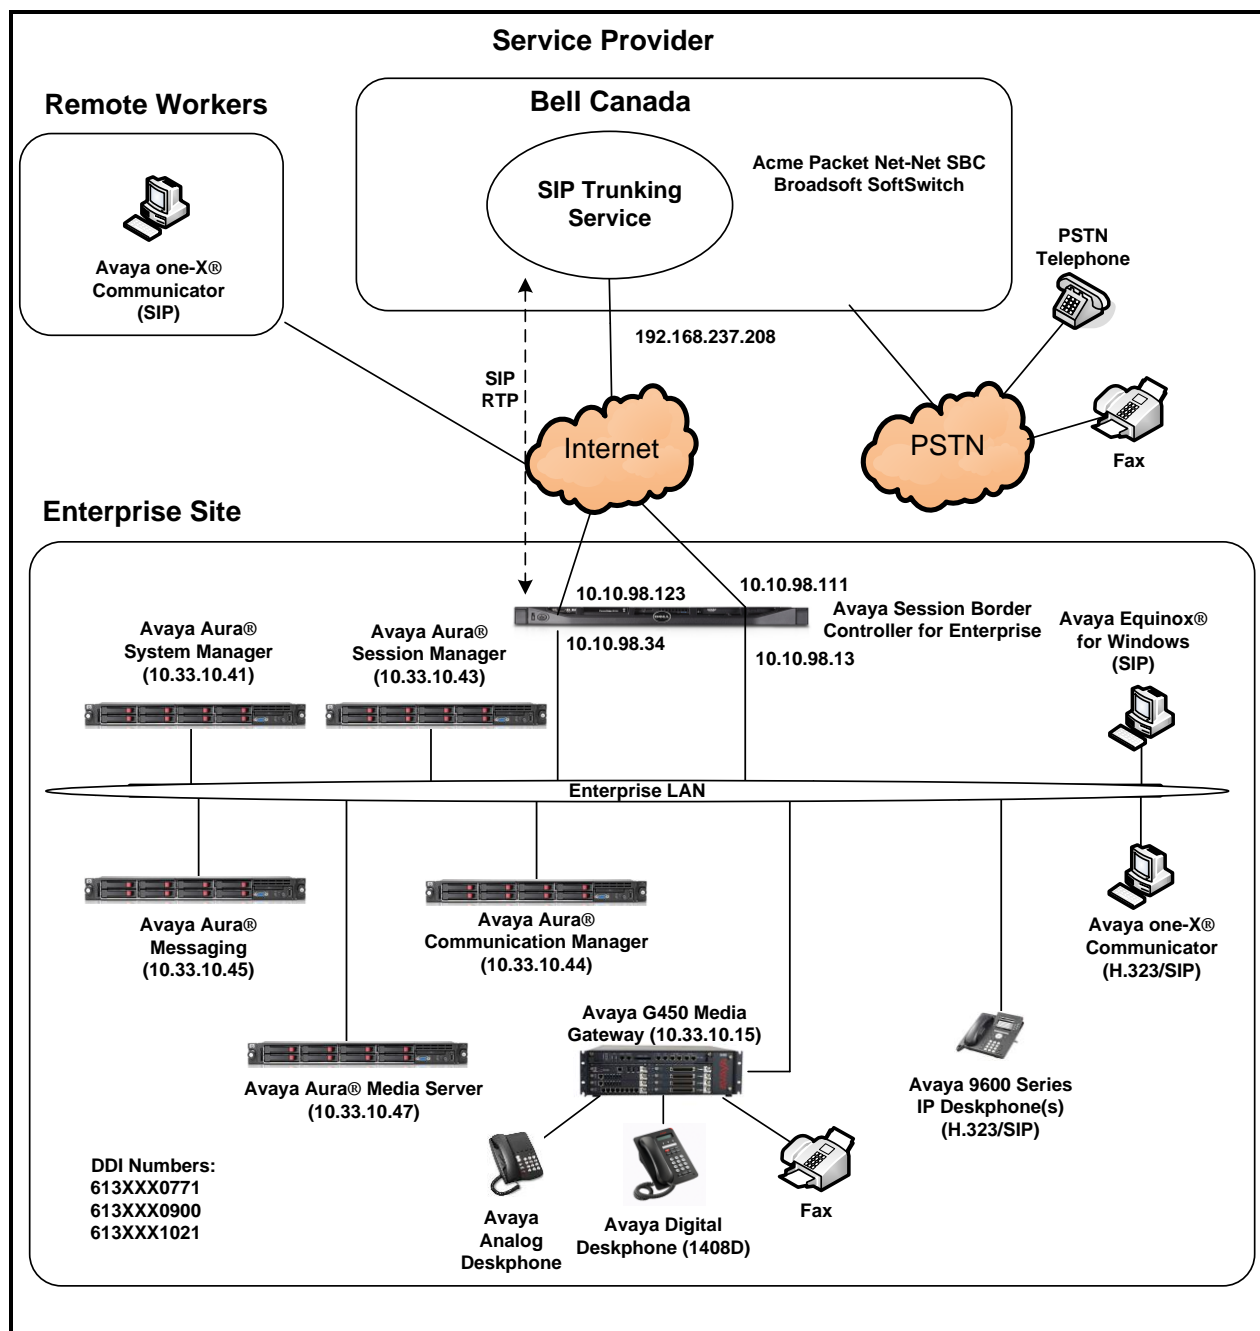 Service Provider
Remote Workers
Bell Canada
SIP Trunking
Service
Acme Packet Net-Net SBC
Broadsoft SoftSwitch
Avaya one-X®
Communicator
(SIP)
PSTN
Telephone
192.168.237.208
SIP
RTP
Internet
PSTN
Fax
Enterprise Site
10.10.98.123
10.10.98.111
Avaya Session Border
Controller for Enterprise
10.10.98.34
10.10.98.13
Avaya Aura®
System Manager
(10.33.10.41)
Avaya Aura®
Session Manager
(10.33.10.43)
Avaya Equinox®
for Windows
(SIP)
Enterprise LAN
Avaya Aura®
Messaging
(10.33.10.45)
Avaya Aura®
Communication Manager
(10.33.10.44)
Avaya one-X®
Communicator
(H.323/SIP)
Avaya G450 Media
Gateway (10.33.10.15)
Avaya Aura® Media Server
(10.33.10.47)
Avaya 9600 Series
IP Deskphone(s)
(H.323/SIP)
DDI Numbers:
613XXX0771
613XXX0900
613XXX1021
Avaya
Analog
Deskphone
Avaya Digital
Deskphone (1408D)
Fax